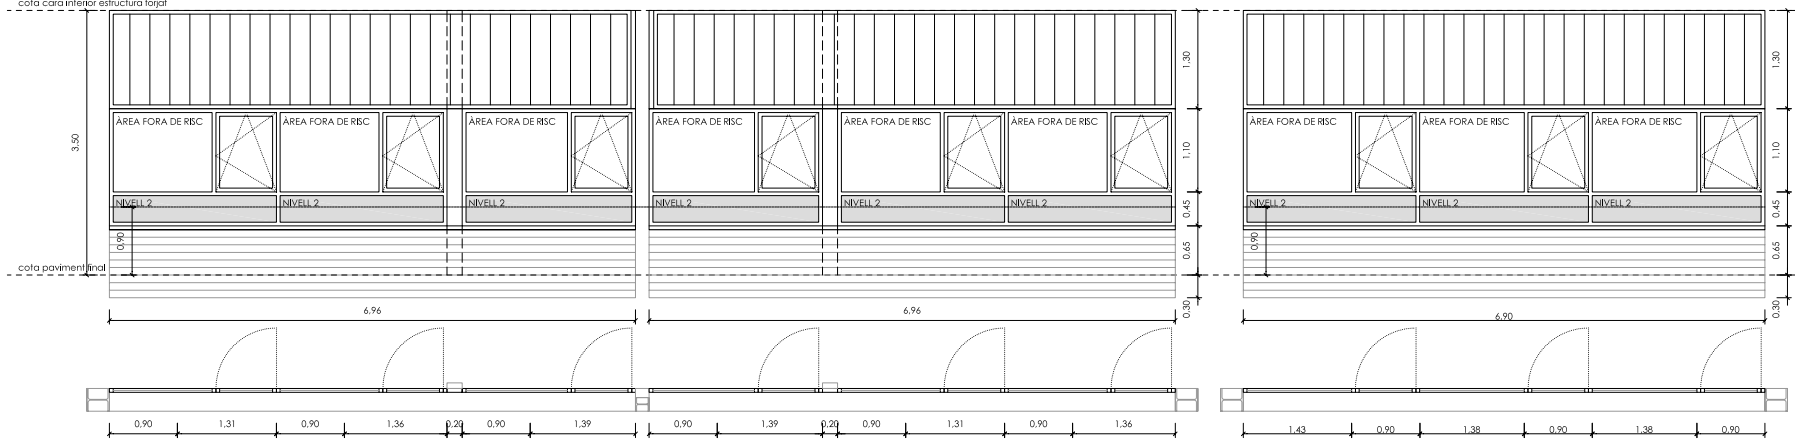 cota cara inferior estructura forjat
3,50
1,30
1,30
ÀREA FORA DE RISC
ÀREA FORA DE RISC
ÀREA FORA DE RISC
ÀREA FORA DE RISC
ÀREA FORA DE RISC
ÀREA FORA DE RISC
ÀREA FORA DE RISC
ÀREA FORA DE RISC
ÀREA FORA DE RISC
1,10
1,10
NIVELL 2
NIVELL 2
NIVELL 2
NIVELL 2
NIVELL 2
NIVELL 2
NIVELL 2
NIVELL 2
NIVELL 2
0,45
0,45
0,90
0,90
0,65
0,65
cota paviment final
0,30
0,30
6,96
6,96
6,90
0,90 1,31 0,90 1,36 0,20 0,90 1,39 0,90 1,39 0,20 0,90 1,31 0,90 1,36 1,43 0,90 1,38 0,90 1,38 0,90